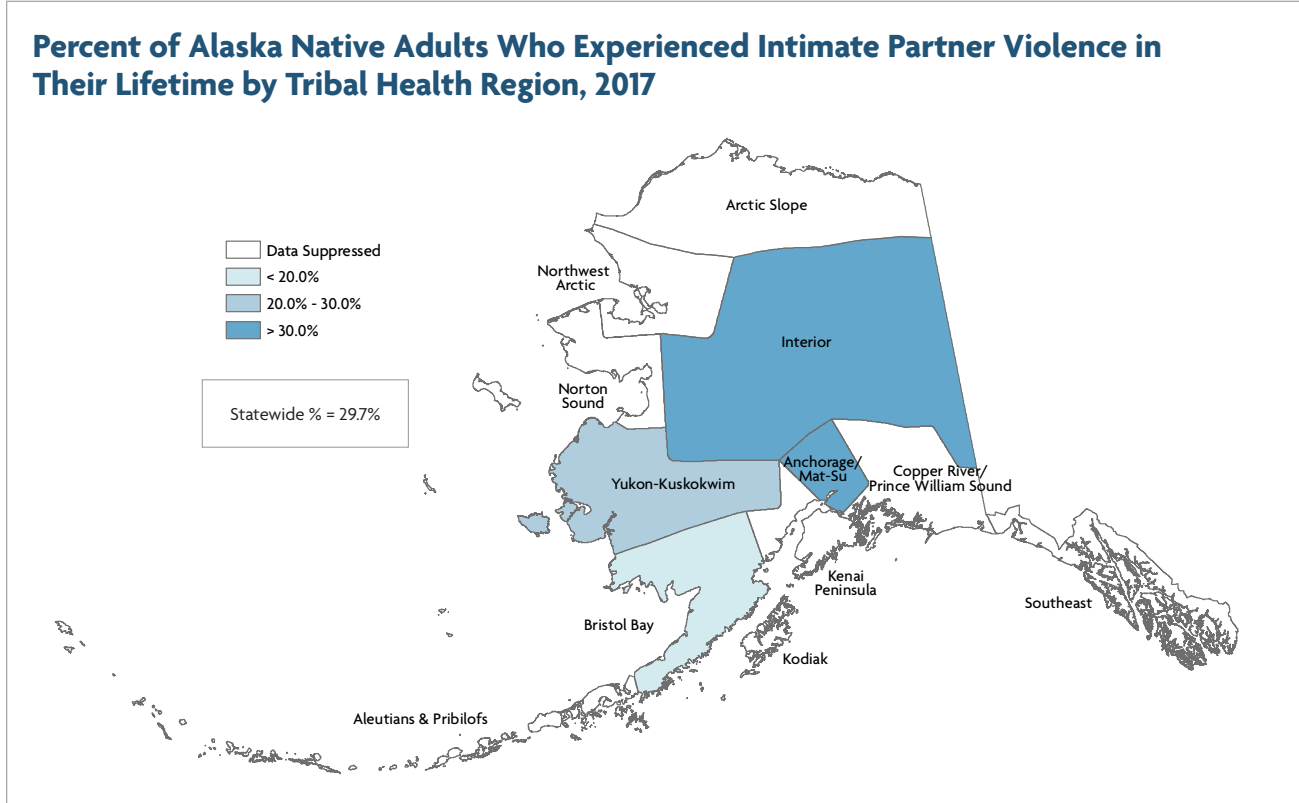 Percent of Alaska Native Adults Who Experienced Intimate Partner Violence in
Their Lifetime by Tribal Health Region, 2017
Data Suppressed
< 20.0%
20.0% - 30.0%
> 30.0%
Statewide % = 29.7%
Arctic Slope
Northwest
Arctic
Interior
Norton
Sound
Anchorage/
Mat-Su
Copper River/
Prince William Sound
Yukon-Kuskokwim
Kenai
Peninsula
Southeast
Bristol Bay
Kodiak
Aleutians & Pribilofs